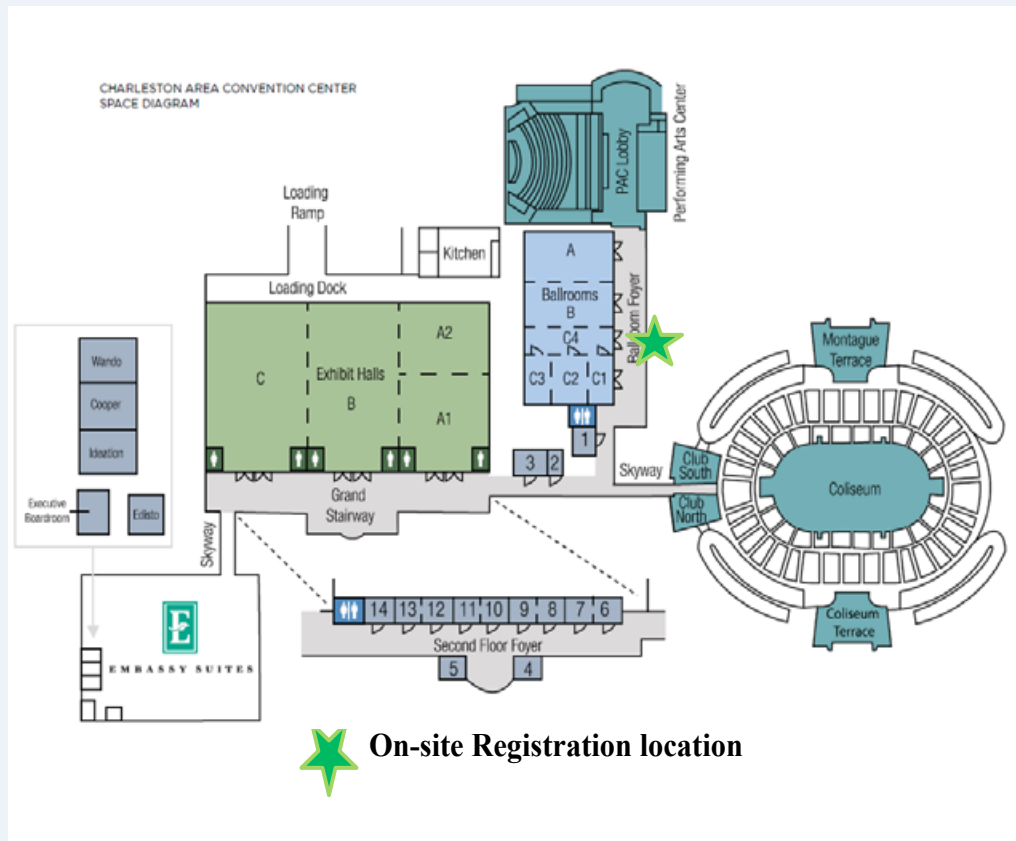 CHARLESTON AREA CONVENTION CENTER
SPACE DIAGRAM
PAC Lobby
Performing Arts Center
Loading
Ramp
Kitchen
Loading Dock
A
Ballrooms
B
C4
C3
C2
C1
Ballroom Foyer
A2
Exhibit Halls
C
B
A1
1
3
2
Skyway
Grand
Stairway
Montague
Terrace
Club
South
Club
North
Coliseum
Coliseum
Terrace
Wando
Cooper
Ideation
Executive
Boardroom
Edisto
Skyway
E
EMBASSY SUITES
14
13
12
11
10
9
8
7
6
Second Floor Foyer
5
4
On-site Registration location